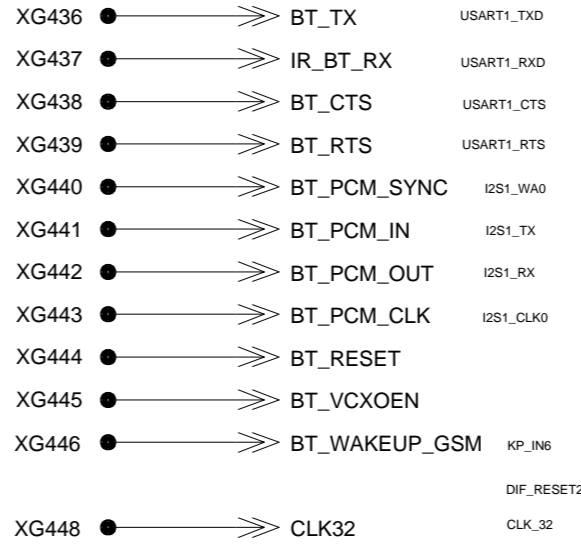 XG436 BT_TX USART1_TXD
XG437 IR_BT_RX USART1_RXD
XG438 BT_CTS USART1_CTS
XG439 BT_RTS USART1_RTS
XG440 BT_PCM_SYNC I2S1_WA0
XG441 BT_PCM_IN I2S1_TX
XG442 BT_PCM_OUT I2S1_RX
XG443 BT_PCM_CLK I2S1_CLK0
XG444 BT_RESET
XG445 BT_VCXOEN
XG446 BT_WAKEUP_GSM KP_IN6
DIF_RESET2
XG448 CLK32 CLK_32